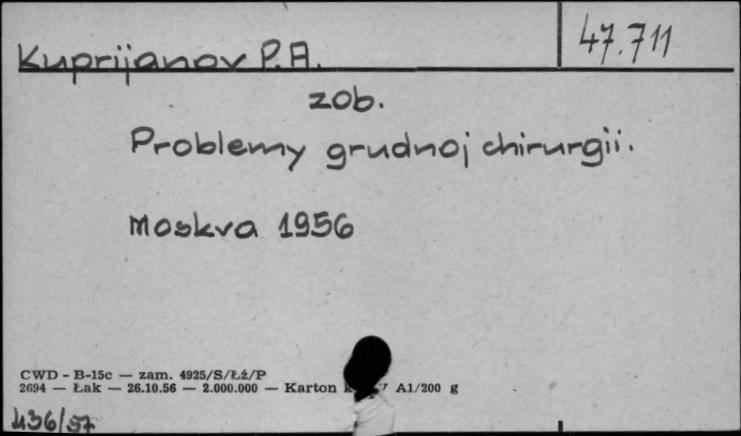 47.711
Kuprijanov P.A.
zob.
Problemy grudnoj chirurgii.
Moskva 1956
CWD - B-15c — zam. 4925/S/Łź/P
2694 — Łak — 26.10.56 — 2.000.000 — Karton A1/200 g
436/57